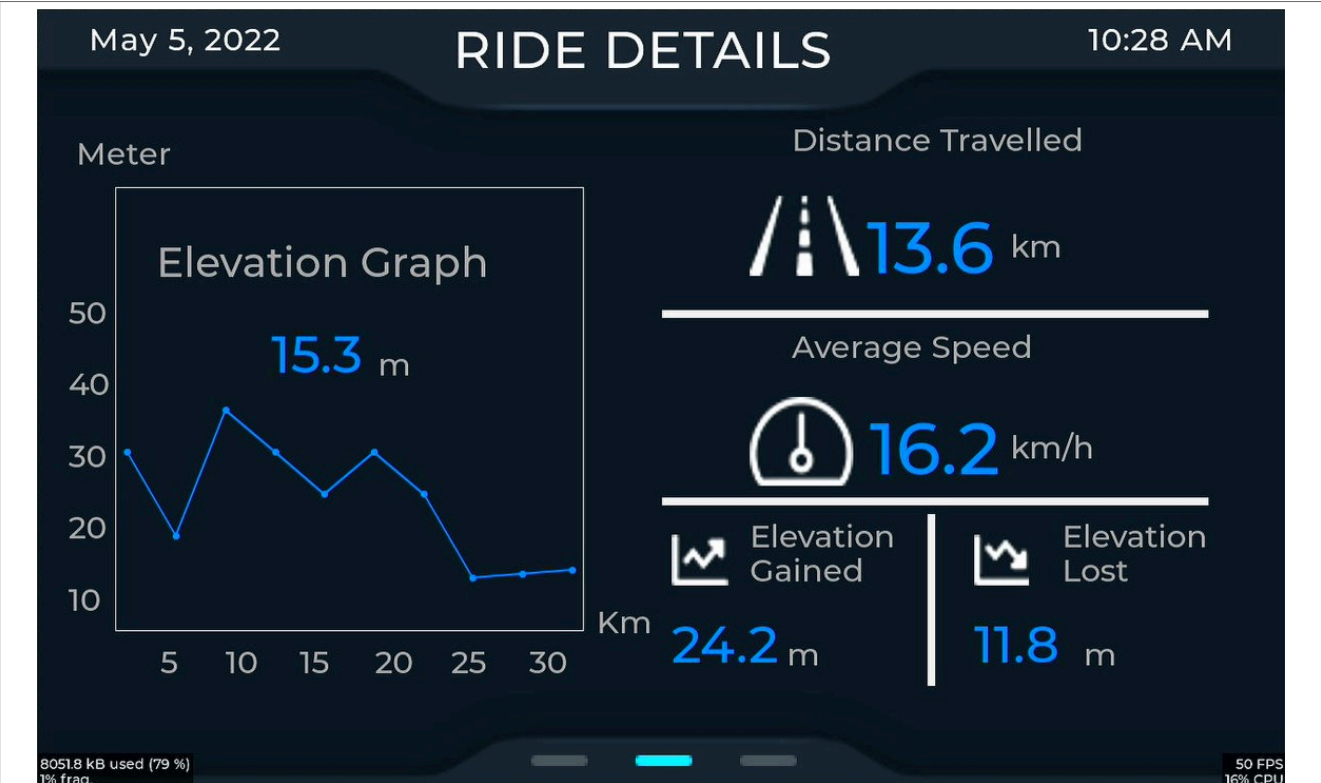 May 5, 2022
RIDE DETAILS
10:28 AM
Meter
Elevation Graph
15.3 m
50
40
30
20
10
5 10 15 20 25 30
Km
Distance Travelled
13.6 km
Average Speed
16.2 km/h
Elevation
Gained
24.2 m
Elevation
Lost
11.8 m
8051.8 kB used (79 %)
1% frag.
50 FPS
16% CPU